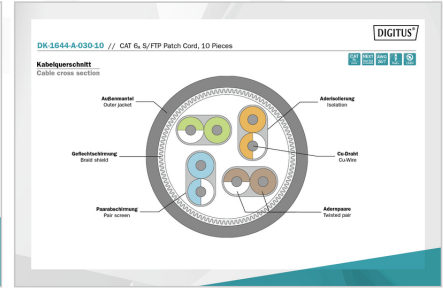 DIGITUS®
DK-1644-A-030-10 // CAT 6A S/FTP Patch Cord, 10 Pieces
Kabelquerschnitt
Cable cross section
Außenmantel
Outer jacket
Aderisolierung
Isolation
Geflechtschirmung
Braid shield
Cu-Draht
Cu-Wire
Paarabschirmung
Pair screen
Aderpaare
Twisted pair